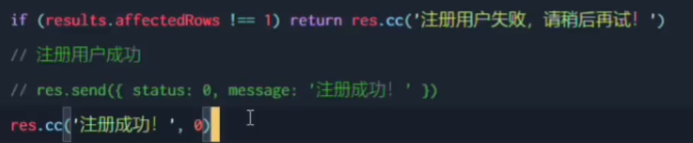 if (results.affectedRows !== 1) return res.cc('注册用户失败，请稍后再试！')
// 注册用户成功
// res.send({ status: 0, message: '注册成功！' })
res.cc('注册成功！', 0)